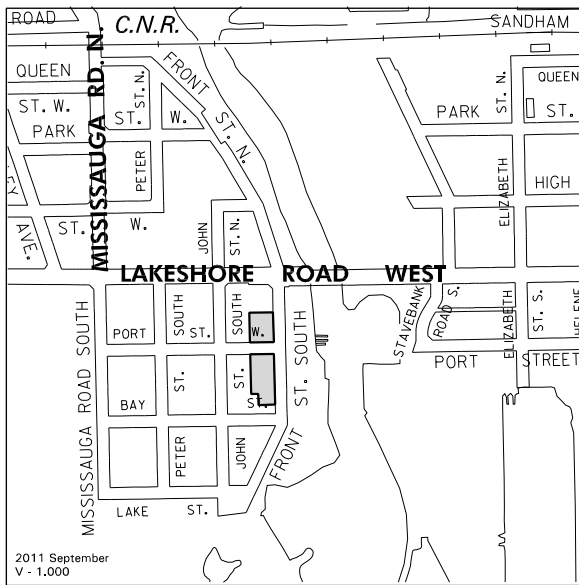 ROAD
C.N.R.
SANDHAM
QUEEN
ST. W.
MISSISSAUGA RD. N.
ST. N.
FRONT
ST. N.
PARK
ST.
W.
PETER
EY
AVE.
ST.
W.
JOHN
ST. N.
ST. N.
QUEEN
PARK
ST.
ELIZABETH
HIGH
LAKESHORE ROAD WEST
MISSISSAUGA ROAD SOUTH
PORT
SOUTH
ST.
SOUTH
W.
BAY
ST.
ST.
ST.
PETER
JOHN
LAKE
ST.
FRONT
ST. SOUTH
STAVEBANK
ROAD S.
ELIZABETH
ST. S.
HELENE
PORT
STREET
2011 September
V - 1.000